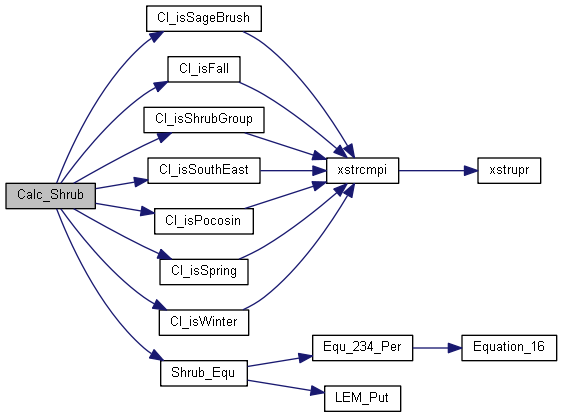 CI_isSageBrush
CI_isFall
CI_isShrubGroup
CI_isSouthEast
xstrcmpi
xstrupr
Calc_Shrub
CI_isPocosin
CI_isSpring
CI_isWinter
Equ_234_Per
Equation_16
Shrub_Equ
LEM_Put